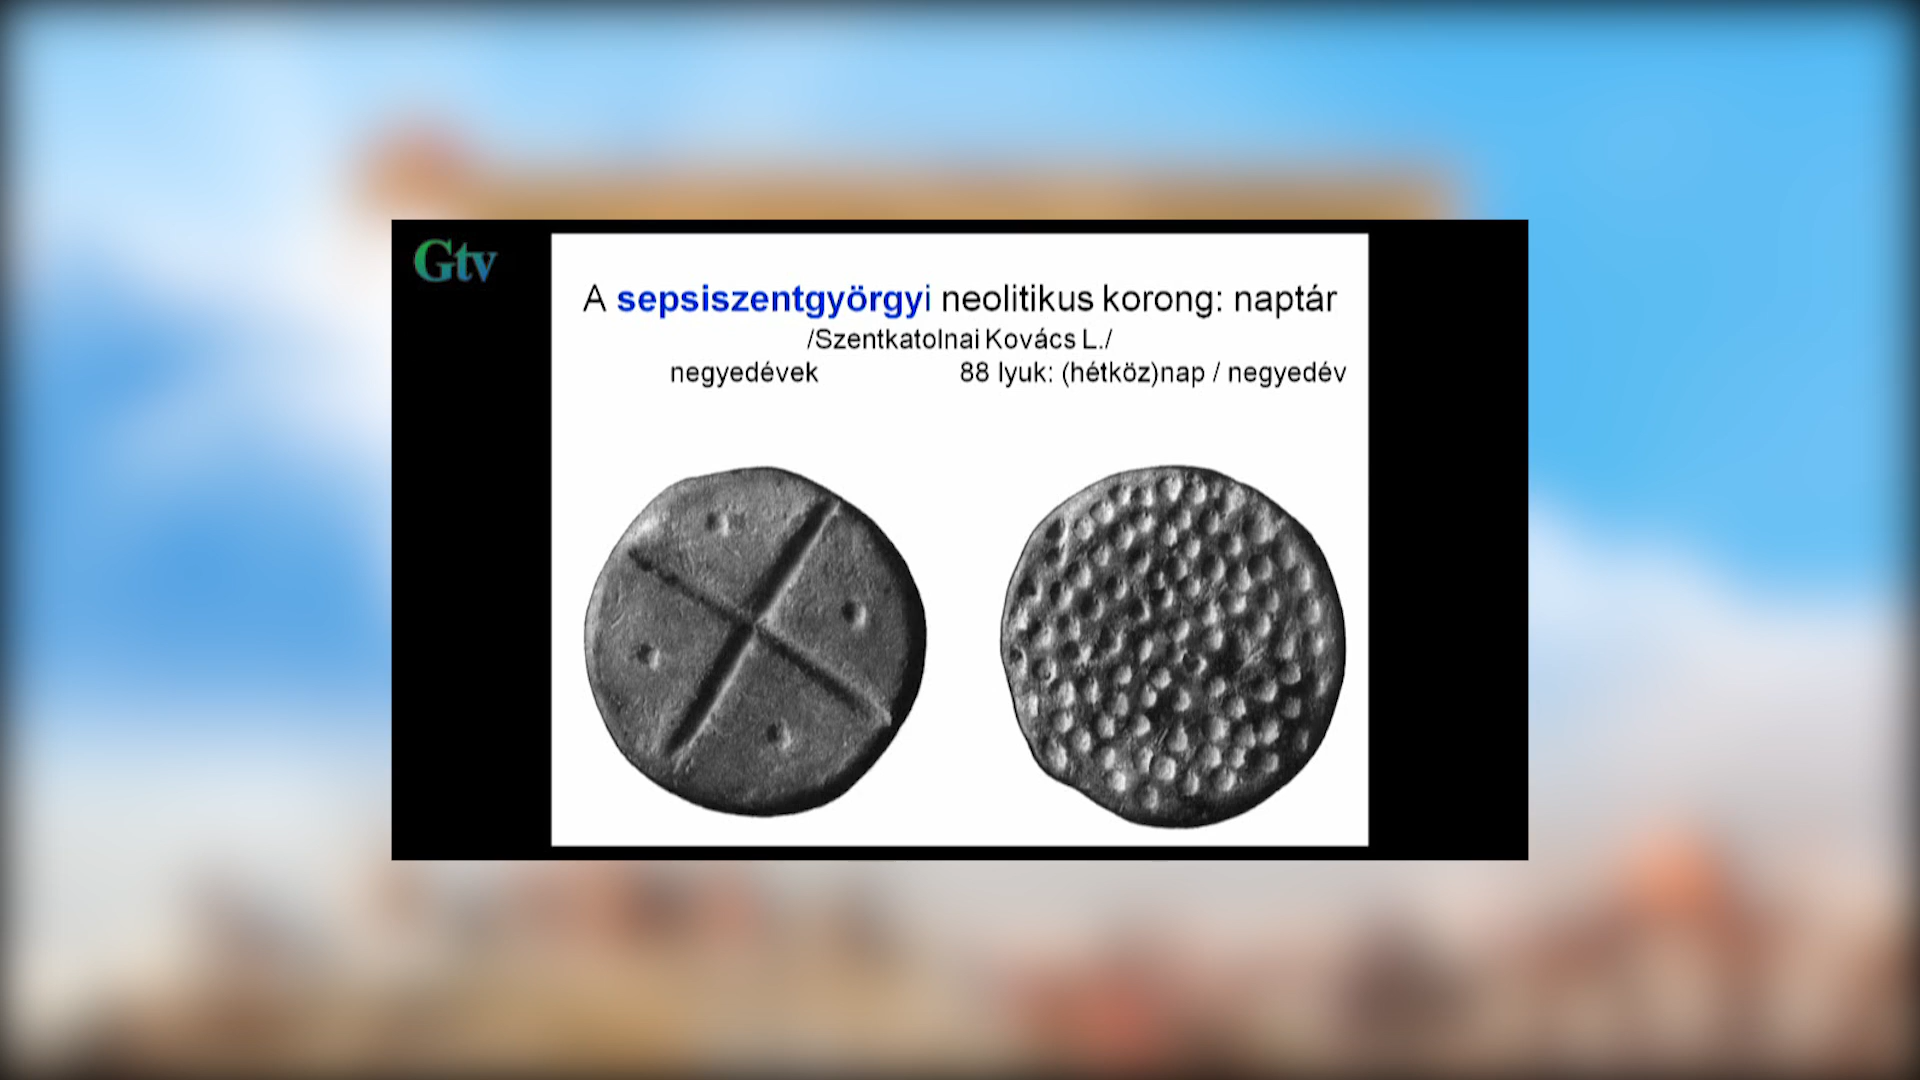 Gtv
A sepsiszentgyörgyi neolitikus korong: naptár
/Szentkatolnai Kovács L./
negyedévek 88 lyuk: (hétköz)nap / negyedév